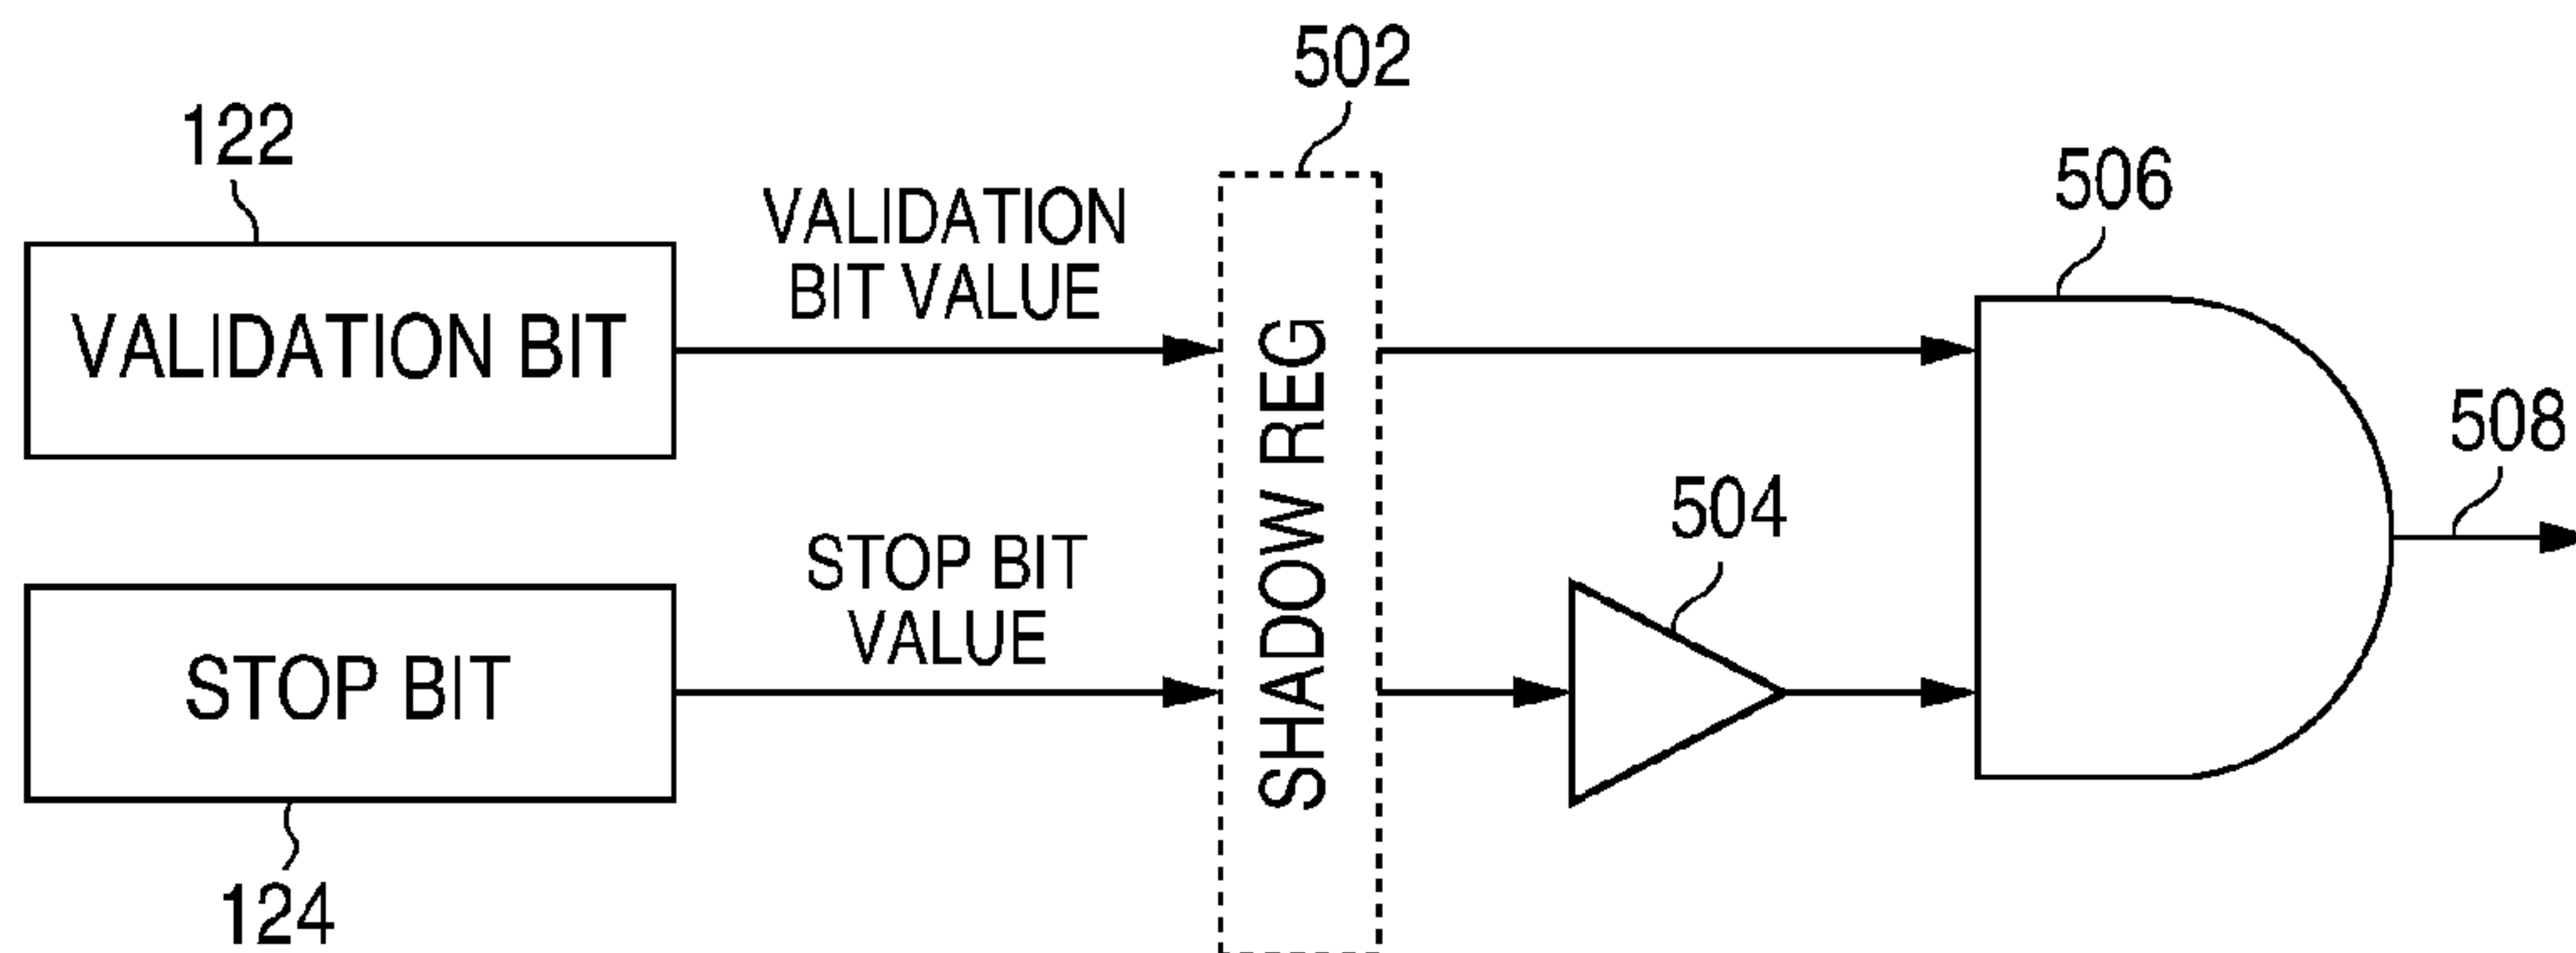 502
122
506
VALIDATION
BIT VALUE
VALIDATION BIT
508
504
SHADOW REG
STOP BIT
VALUE
STOP BIT
124